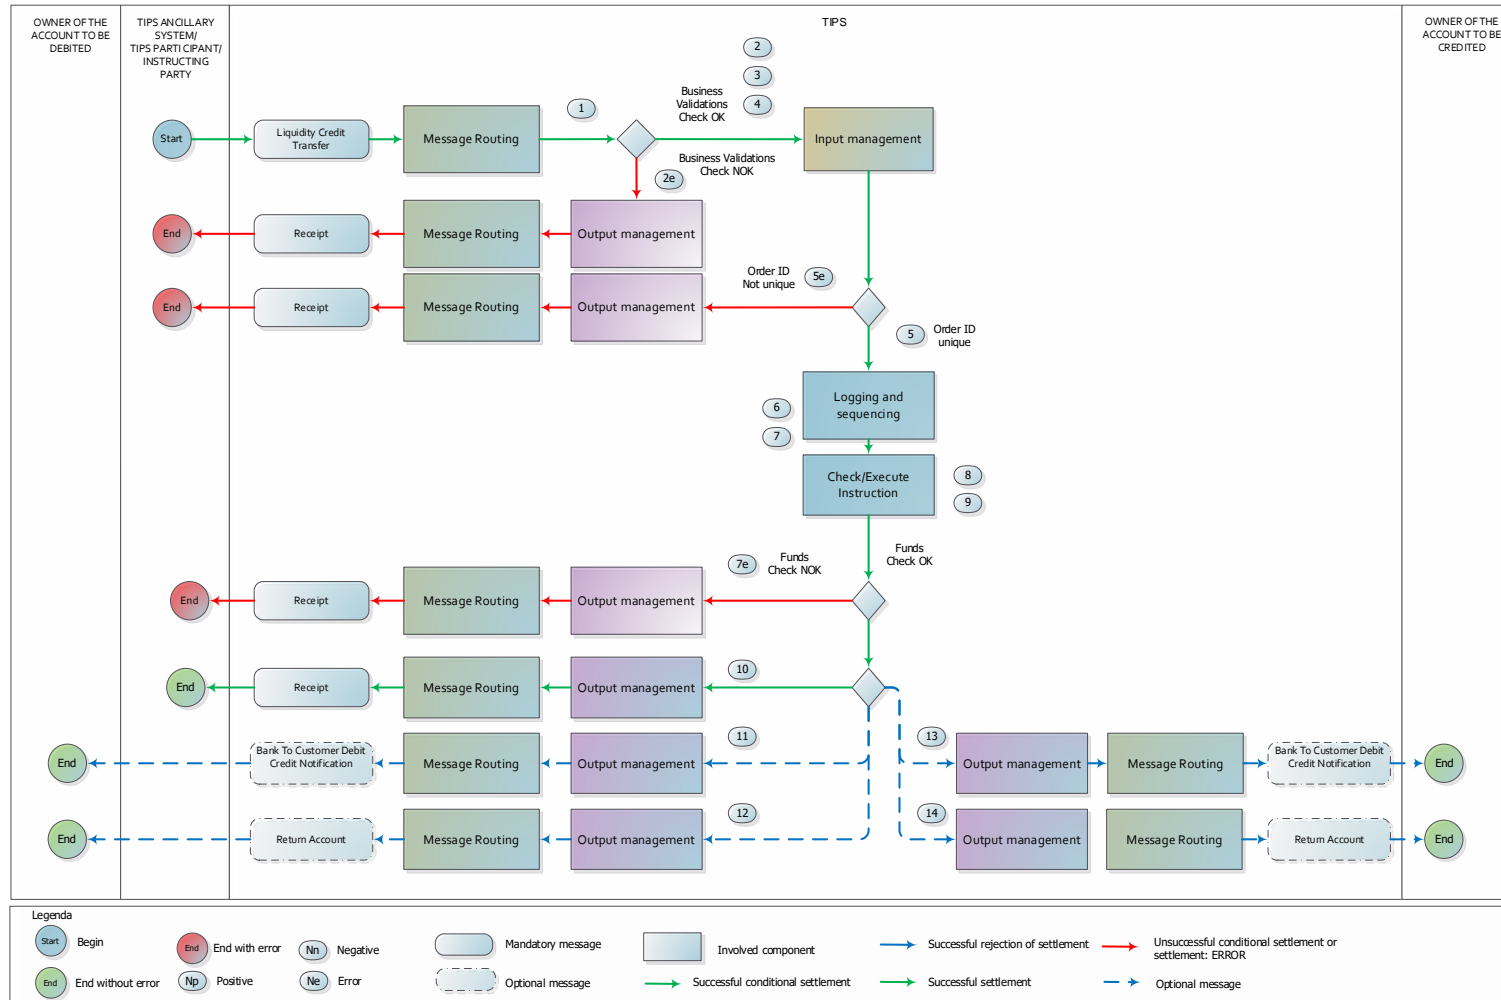 OWNER OF THE
ACCOUNT TO BE
DEBITED
TIPS ANCILLARY
SYSTEM/
TIPS PARTICIPANT/
INSTRUCTING
PARTY
TIPS
OWNER OF THE
ACCOUNT TO BE
CREDITED
2
3
4
Business
Validations
Check OK
1
Start
Liquidity Credit
Transfer
Message Routing
Input management
Business Validations
Check NOK
2e
End
Receipt
Message Routing
Output management
Order ID
Not unique
5e
End
Receipt
Message Routing
Output management
5
Order ID
unique
6
7
Logging and
sequencing
Check/Execute
Instruction
8
9
7e
Funds
Check NOK
Funds
Check OK
End
Receipt
Message Routing
Output management
10
End
Receipt
Message Routing
Output management
11
End
Bank To Customer Debit
Credit Notification
Message Routing
Output management
13
Output management
Message Routing
Bank To Customer Debit
Credit Notification
End
12
End
Return Account
Message Routing
Output management
14
Output management
Message Routing
Return Account
End
Legenda
Start
Begin
End
End with error
Nn
Negative
Mandatory message
Involved component
Successful rejection of settlement
Unsuccessful conditional settlement or
settlement: ERROR
End
End without error
Np
Positive
Ne
Error
Optional message
Successful conditional settlement
Successful settlement
Optional message